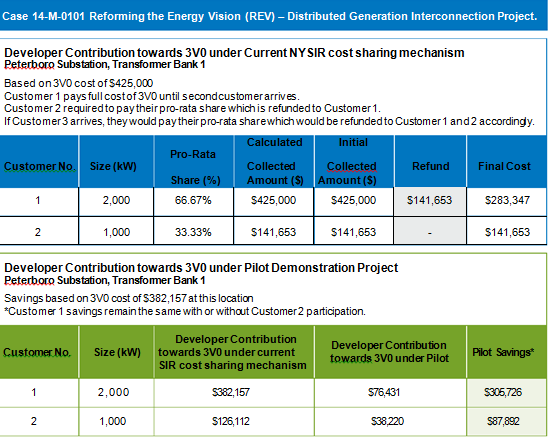 Case 14-M-0101 Reforming the Energy Vision (REV) – Distributed Generation Interconnection Project.
Developer Contribution towards 3V0 under Current NYSIR cost sharing mechanism
Peterboro Substation, Transformer Bank 1
Based on 3V0 cost of $425,000
Customer 1 pays full cost of 3V0 until second customer arrives.
Customer 2 required to pay their pro-rata share which is refunded to Customer 1.
If Customer 3 arrives, they would pay their pro-rata share which would be refunded to Customer 1 and 2 accordingly.
Customer No. Size (kW) Pro-Rata Share (%) Calculated Collected Amount ($) Initial Collected Amount ($) Refund Final Cost
1 2,000 66.67% $425,000 $425,000 $141,653 $283,347
2 1,000 33.33% $141,653 $141,653 - $141,653
Developer Contribution towards 3V0 under Pilot Demonstration Project
Peterboro Substation, Transformer Bank 1
Savings based on 3V0 cost of $382,157 at this location
*Customer 1 savings remain the same with or without Customer 2 participation.
Customer No. Size (kW) Developer Contribution towards 3V0 under current SIR cost sharing mechanism Developer Contribution towards 3V0 under Pilot Pilot Savings*
1 2,000 $382,157 $76,431 $305,726
2 1,000 $126,112 $38,220 $87,892